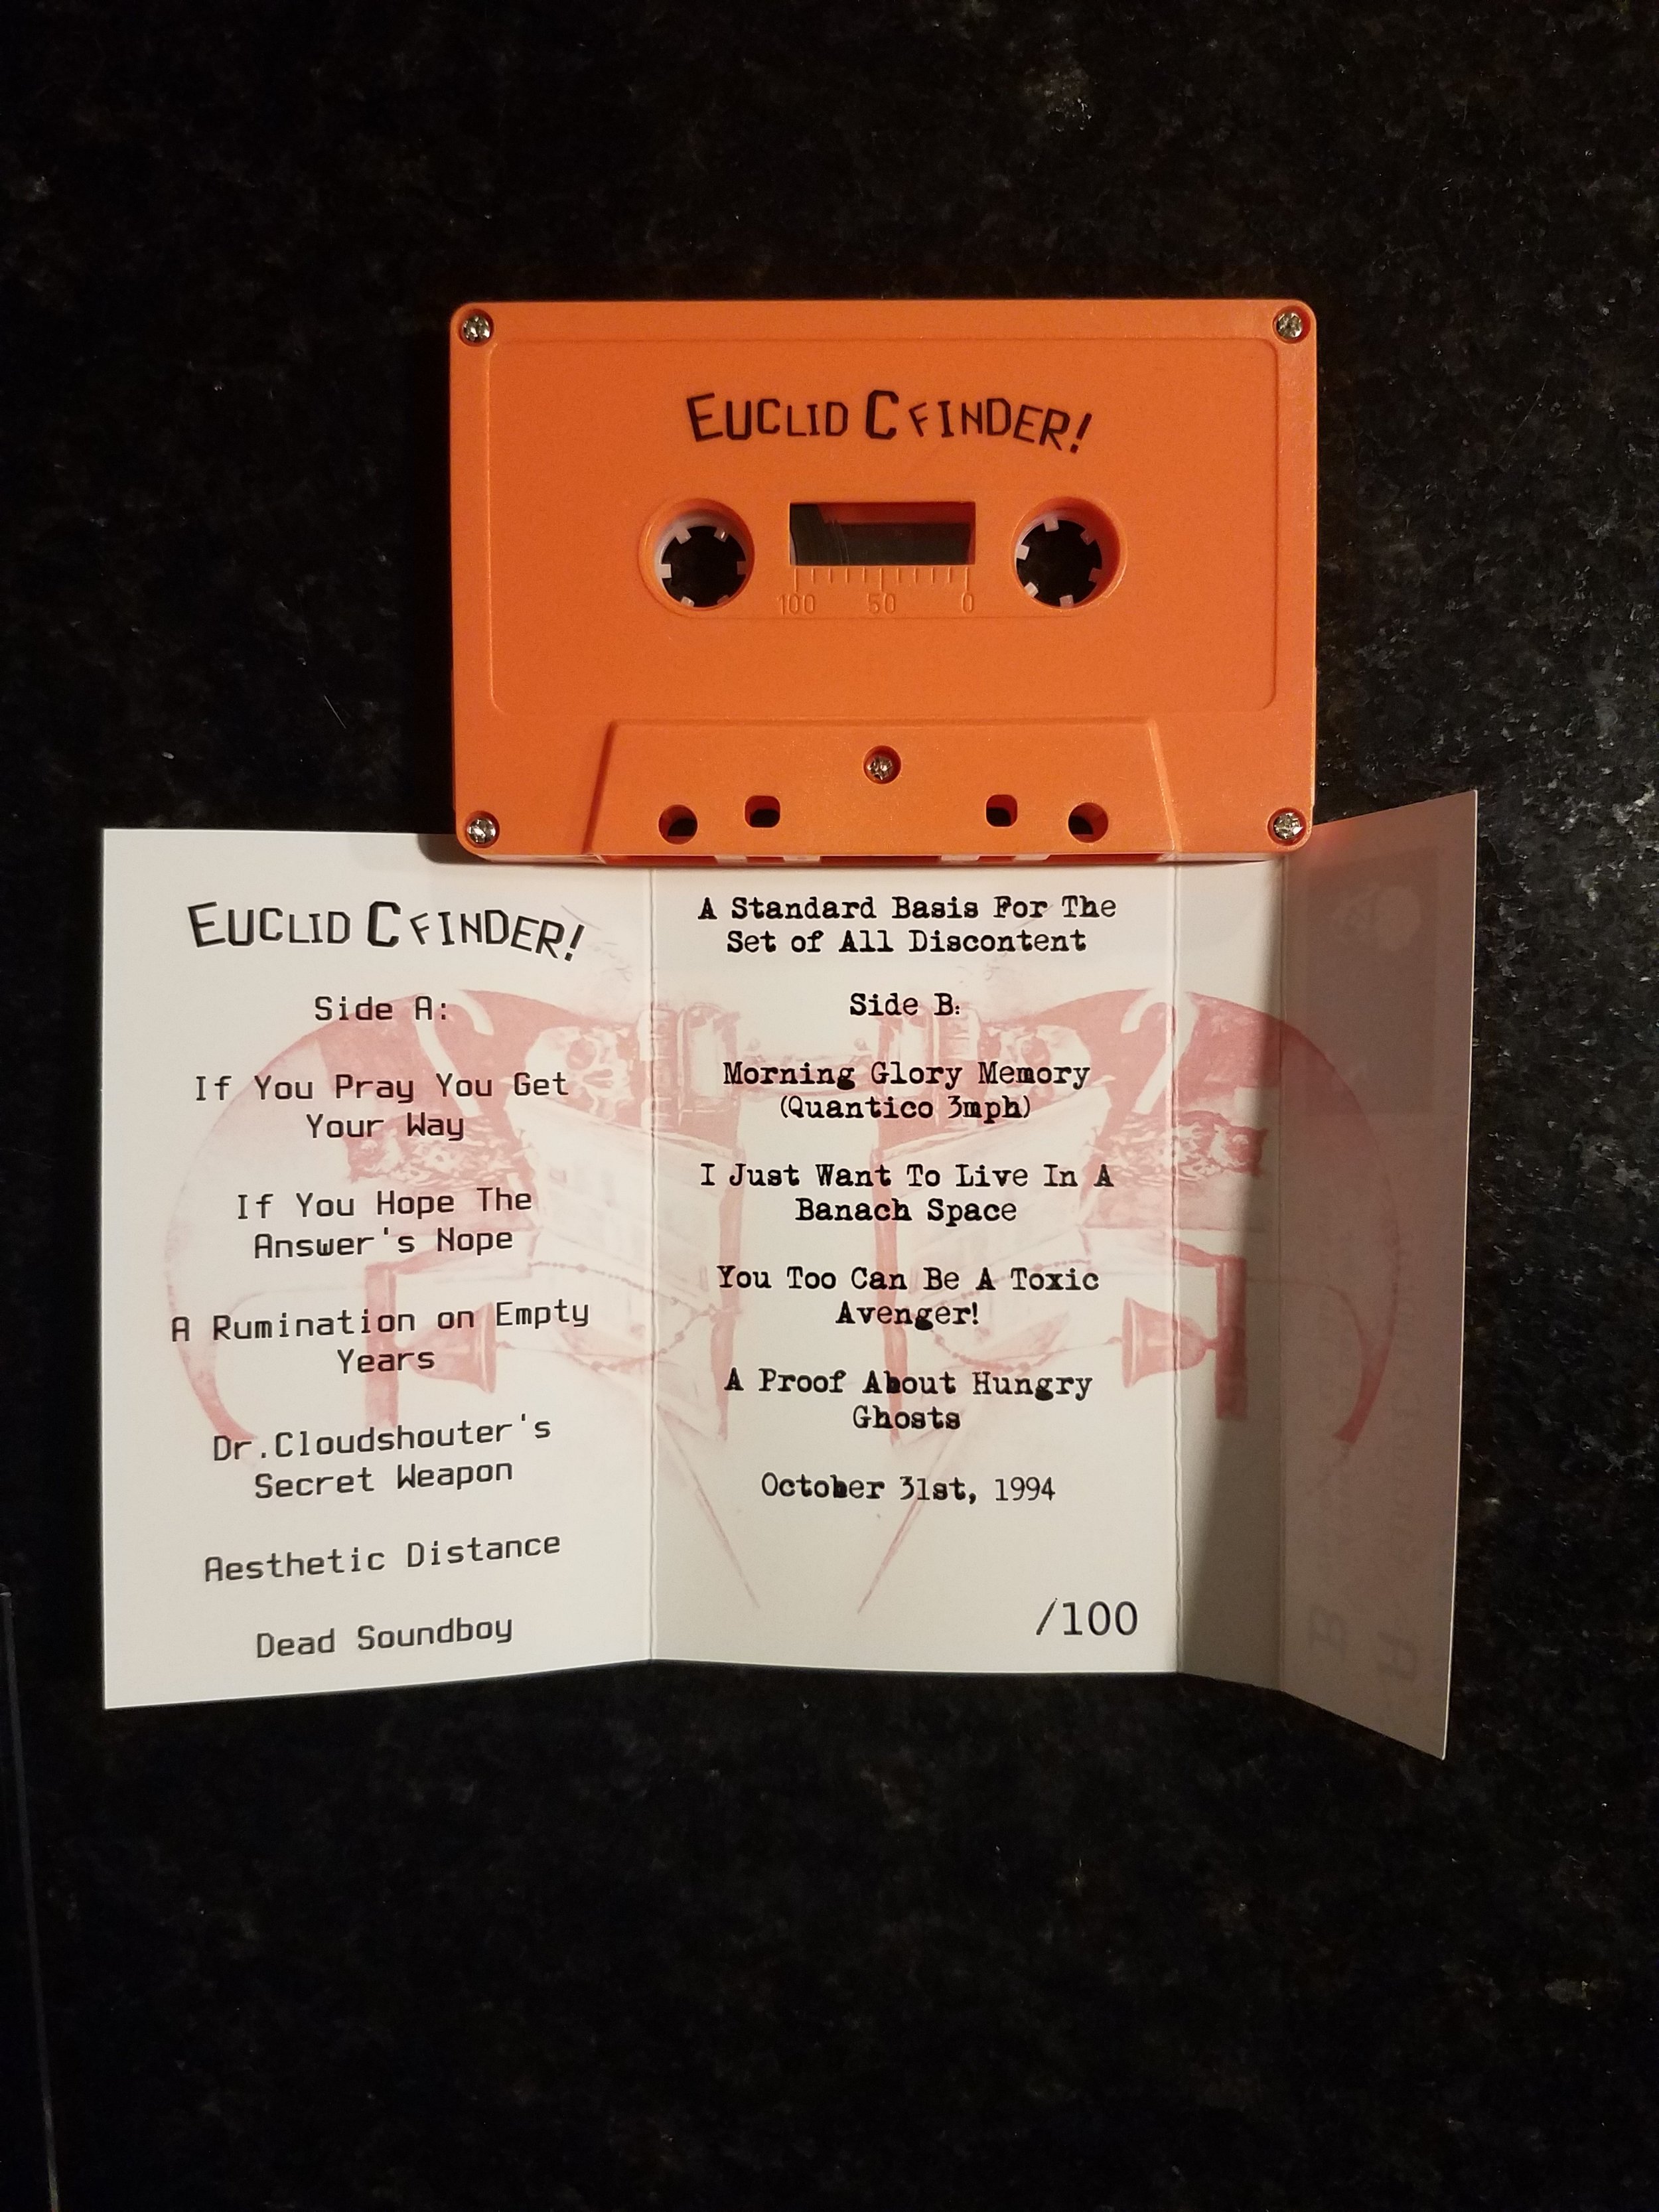 EUCLID C FINDER!
100 50 0
EUCLID C FINDER!
Side A:
If You Pray You Get
Your Way
If You Hope The
Answer's Nope
A Rumination on Empty
Years
Dr.Cloudshouter's
Secret Weapon
Aesthetic Distance
Dead Soundboy
A Standard Basis For The
Set of All Discontent
Side B:
Morning Glory Memory
(Quantico 3mph)
I Just Want To Live In A
Banach Space
You Too Can Be A Toxic
Avenger!
A Proof About Hungry
Ghosts
October 31st, 1994
/100